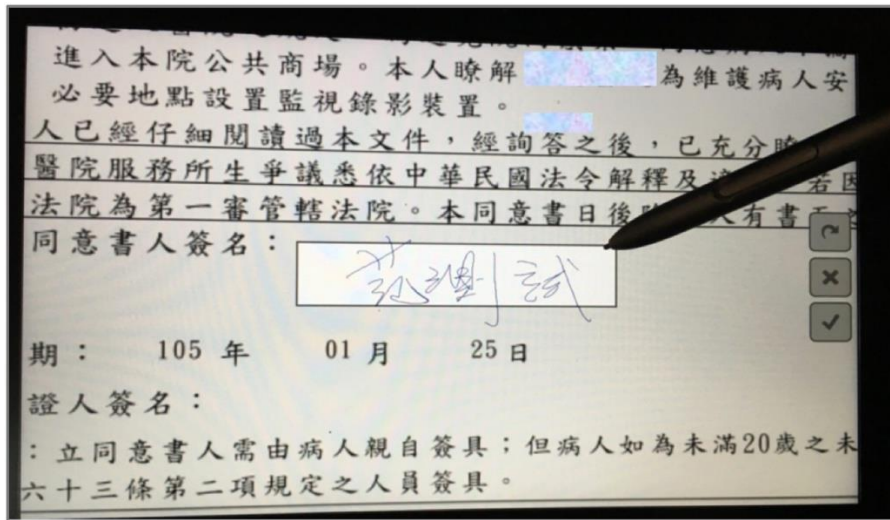 進入本院公共商場。本人瞭解 為維護病人安
必要地點設置監視錄影裝置。
人已經仔細閱讀過本文件，經詢答之後，已充分瞭
醫院服務所生爭議悉依中華民國法令解釋及 若因
法院為第一審管轄法院。本同意書日後 人有書
同意書人簽名：
試
期： 105 年 01 月 25 日
證人簽名：
：立同意書人需由病人親自簽具；但病人如為未滿20歲之未
六十三條第二項規定之人員簽具。